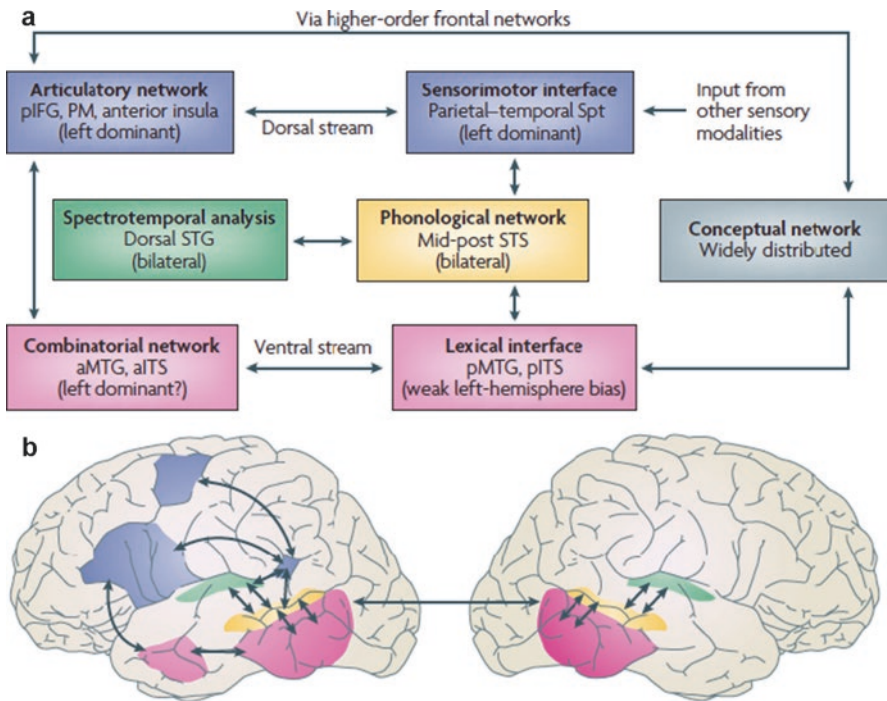 a
Via higher-order frontal networks
Articulatory network
pIFG, PM, anterior insula
(left dominant)
Dorsal stream
Sensorimotor interface
Parietal–temporal Spt
(left dominant)
Input from
other sensory
modalities
Spectrotemporal analysis
Dorsal STG
(bilateral)
Phonological network
Mid-post STS
(bilateral)
Conceptual network
Widely distributed
Combinatorial network
aMTG, aITS
(left dominant?)
Ventral stream
Lexical interface
pMTG, pITS
(weak left-hemisphere bias)
b